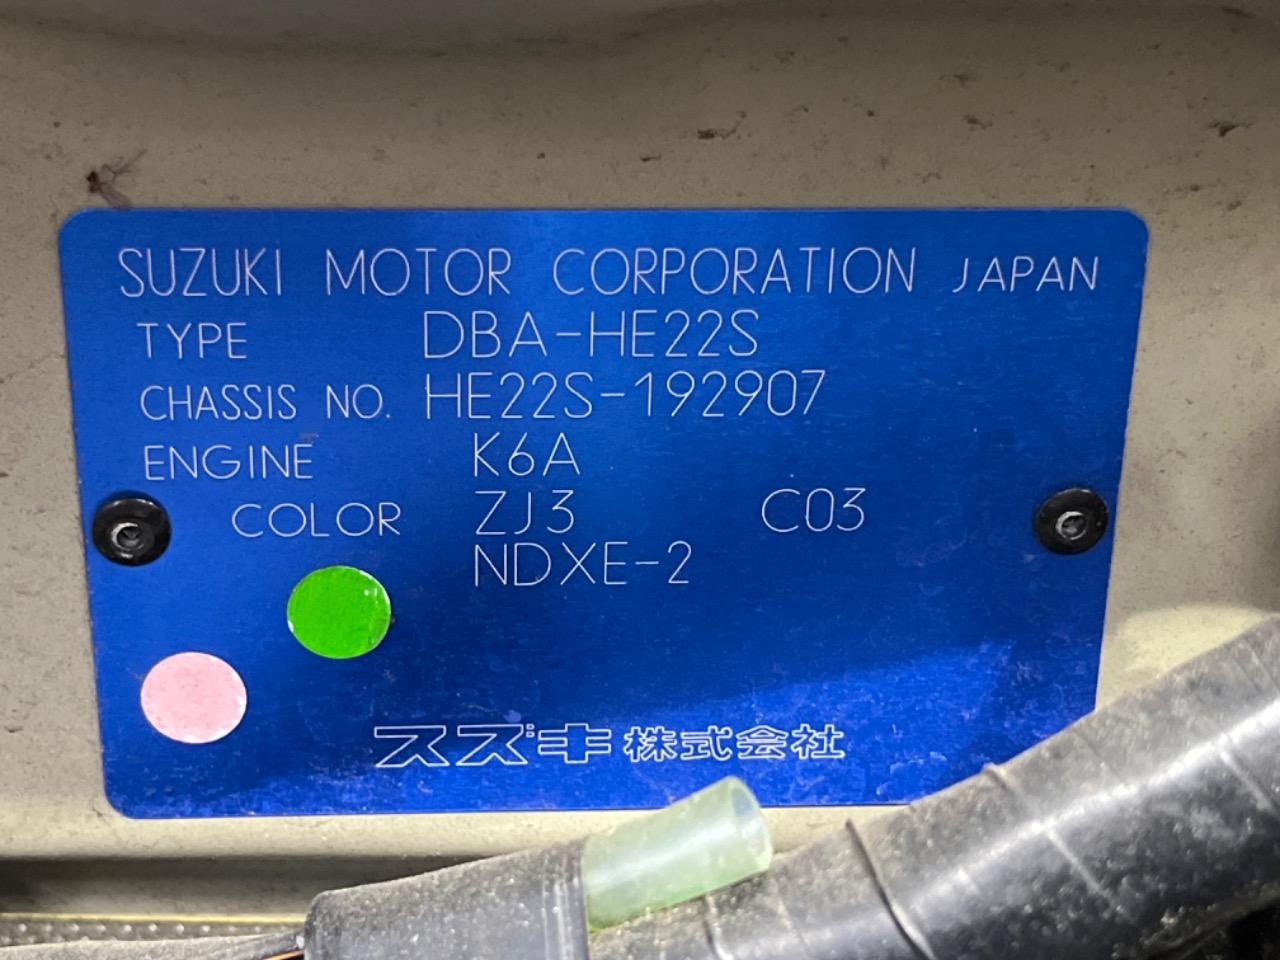 SUZUKI MOTOR CORPORATION JAPAN
TYPE DBA-HE22S
CHASSIS NO. HE22S-192907
ENGINE K6A
COLOR ZJ3 C03
NDXE-2
スズキ株式会社